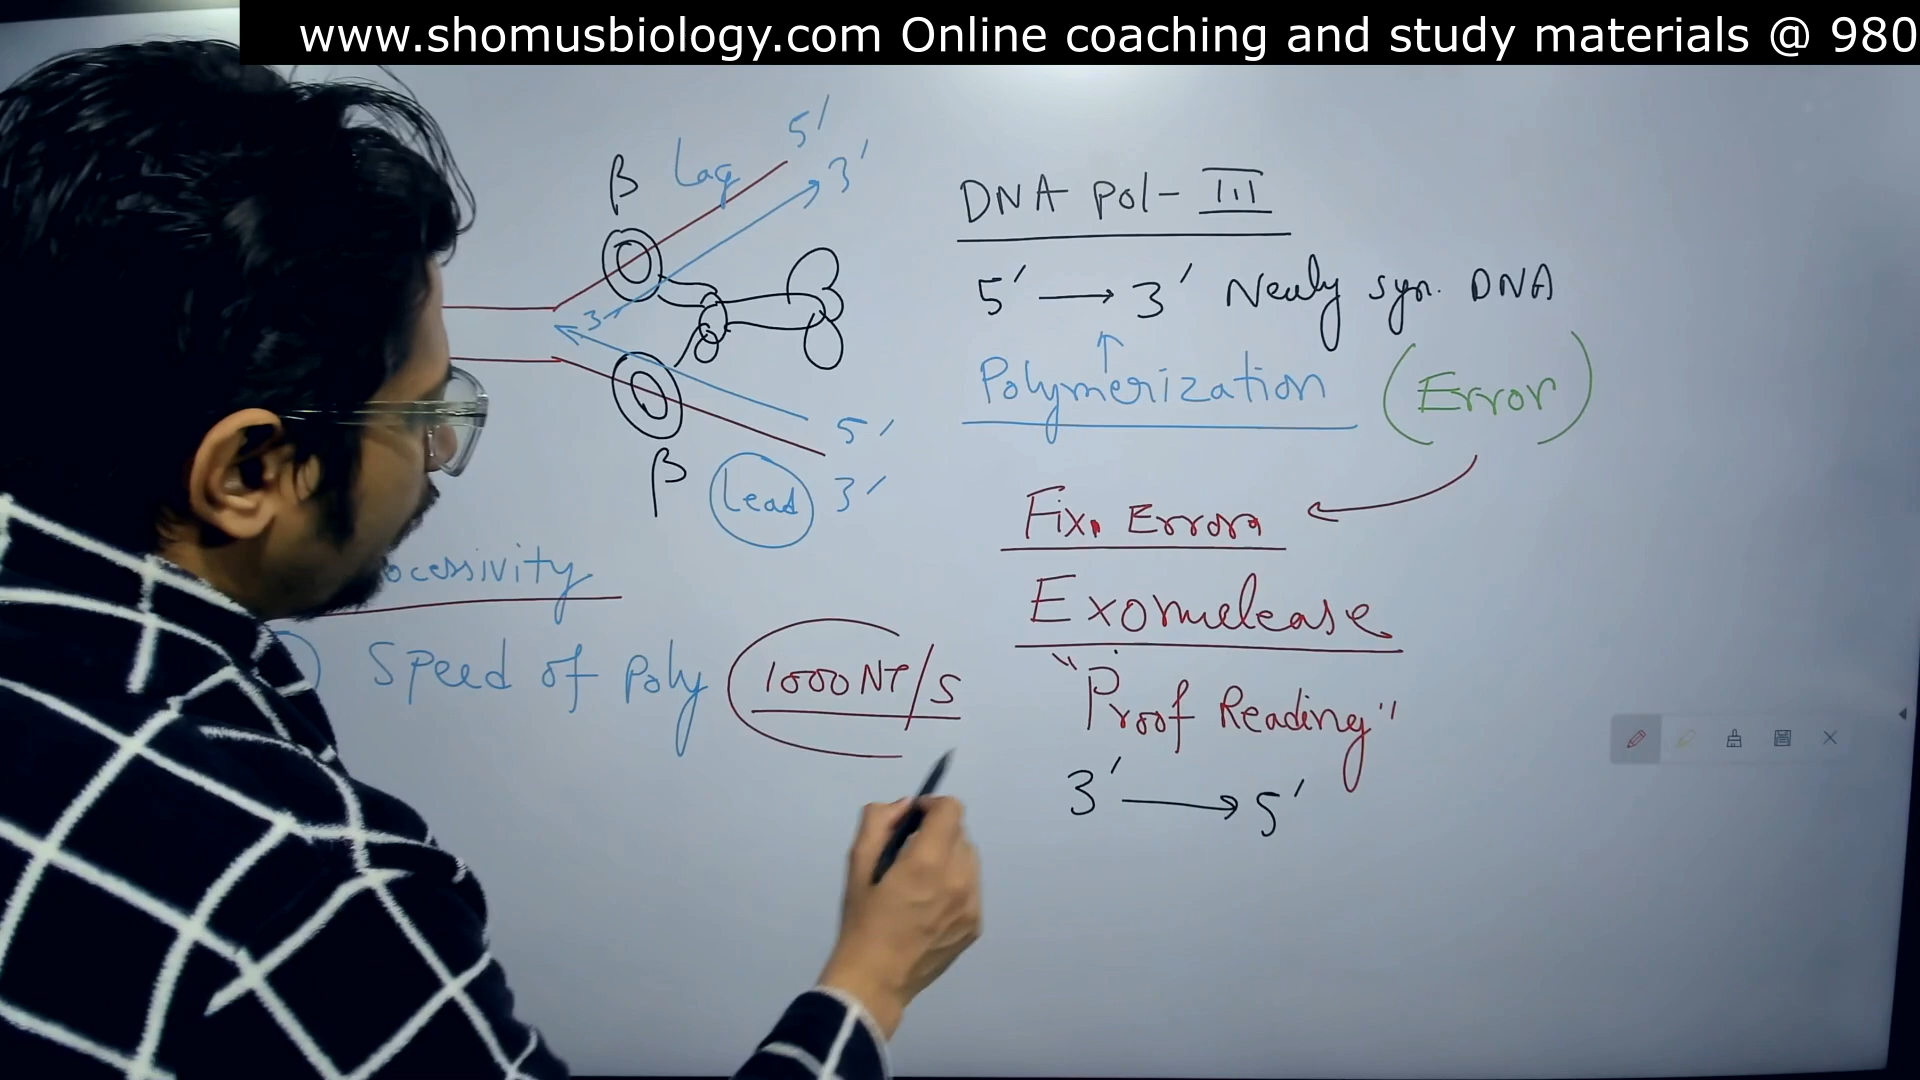 www.shomusbiology.com Online coaching and study materials @ 980
5'
3'
β Lag
3
5'
3'
β Lead
ocessivity
Speed of poly 1000 NT/S
DNA pol- III
5' → 3' Newly syn. DNA
↑
Polymerization (Error)
Fix. Error
Exonuclease
"Proof Reading"
3' → 5'